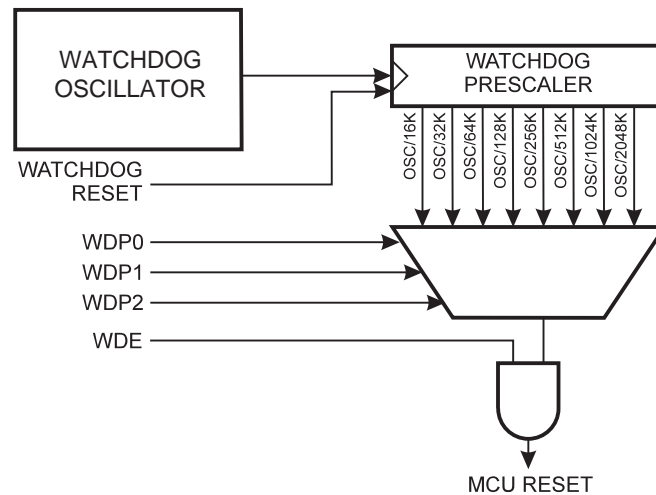 WATCHDOG
OSCILLATOR
WATCHDOG
PRESCALER
OSC/16K
OSC/32K
OSC/64K
OSC/128K
OSC/256K
OSC/512K
OSC/1024K
OSC/2048K
WATCHDOG
RESET
WDP0
WDP1
WDP2
WDE
MCU RESET